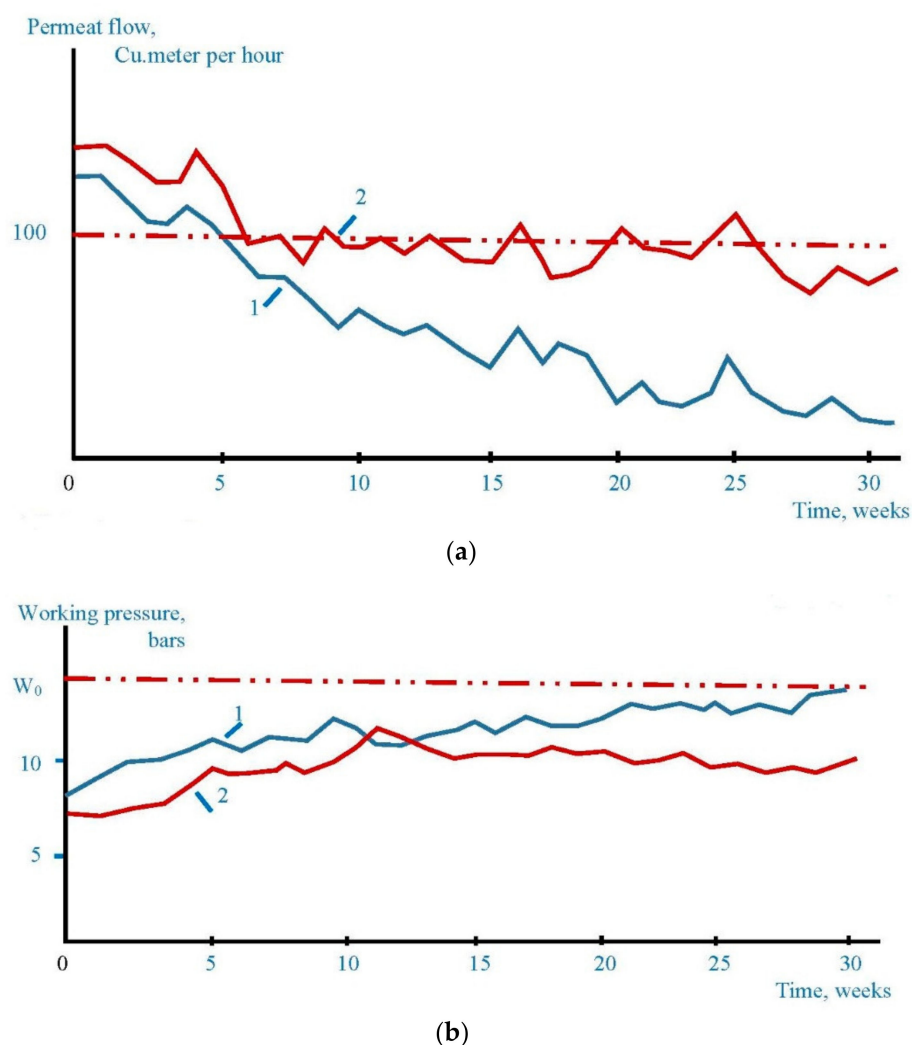 Permeat flow,
Cu.meter per hour
2
100
1
0 5 10 15 20 25 30
Time, weeks
(a)
Working pressure,
bars
W₀
1
10
2
5
0 5 10 15 20 25 30
Time, weeks
(b)